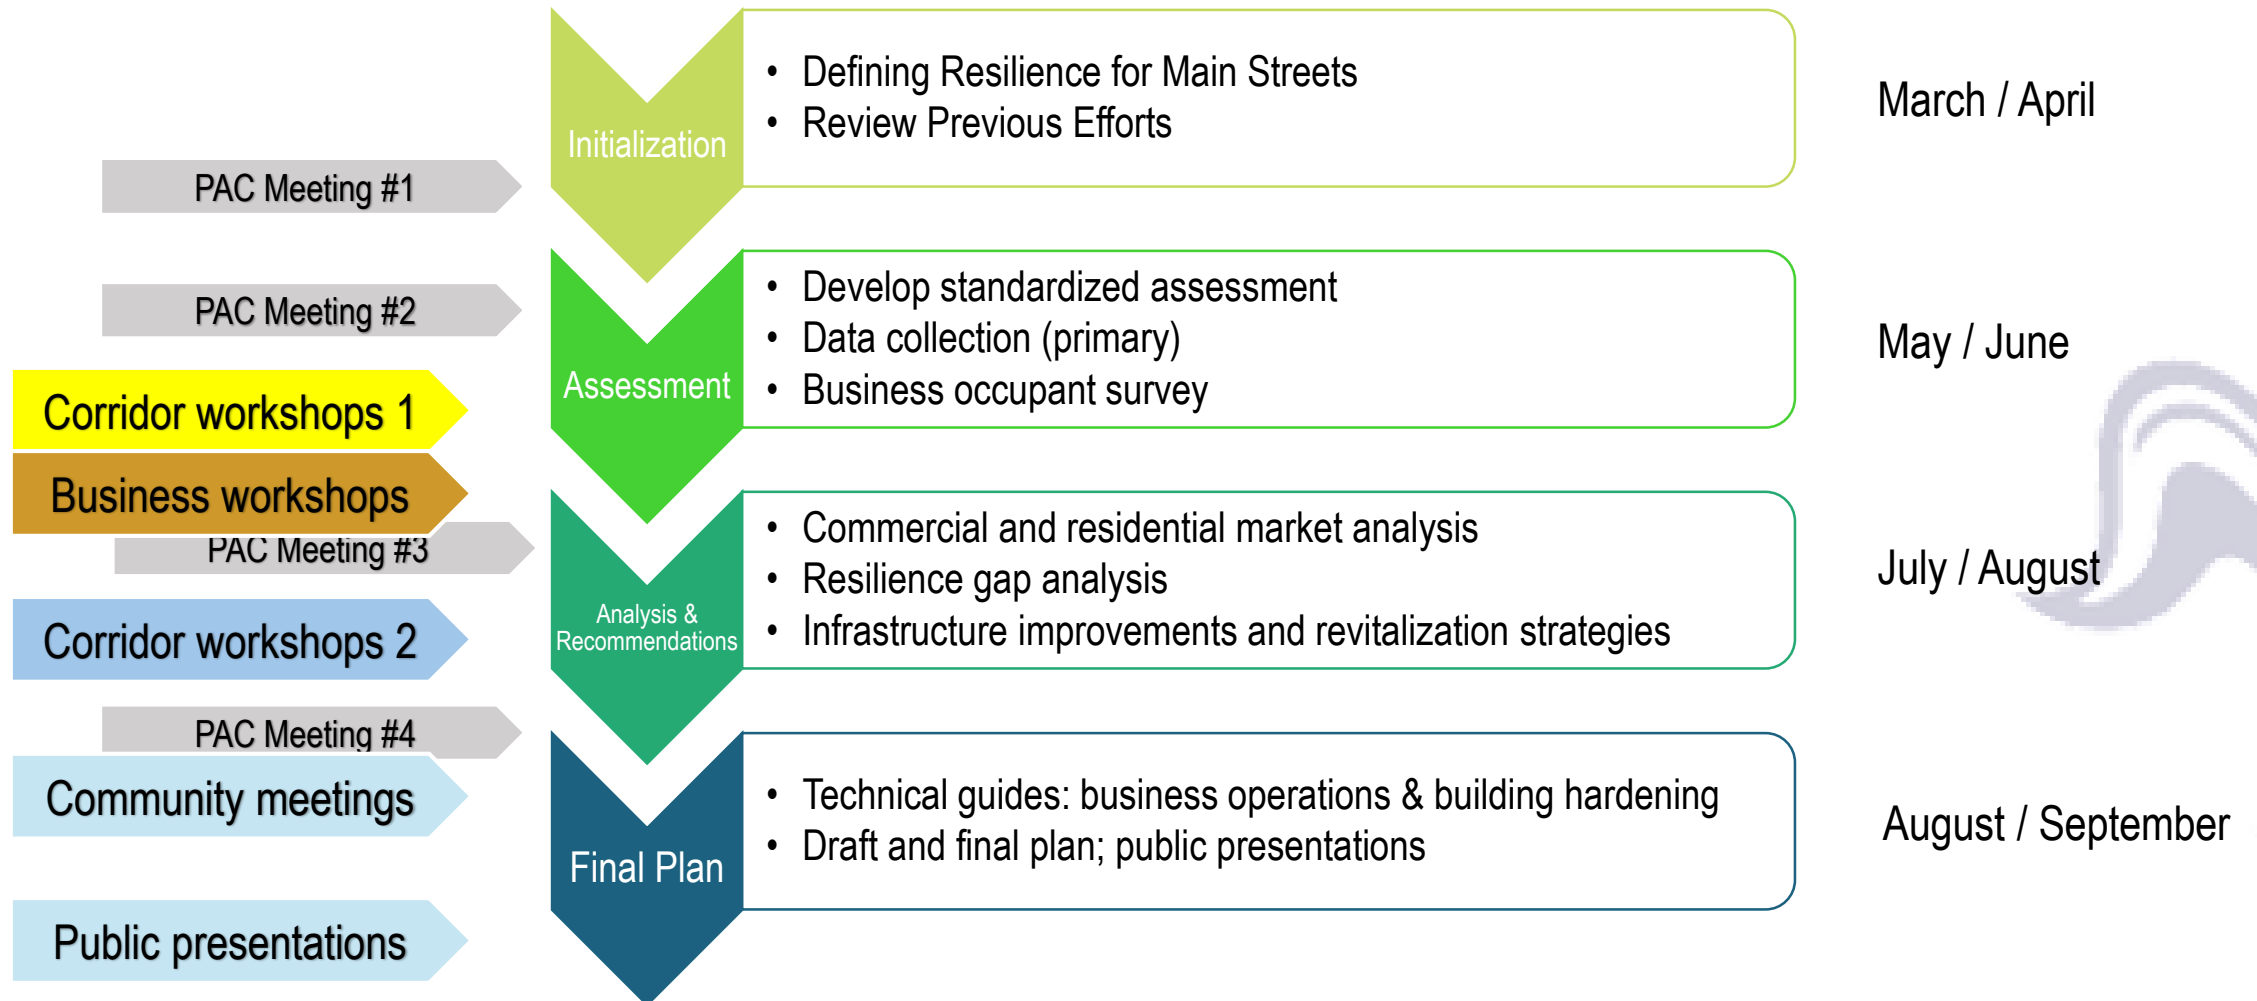 Initialization
• Defining Resilience for Main Streets
• Review Previous Efforts
March / April
PAC Meeting #1
PAC Meeting #2
Assessment
• Develop standardized assessment
• Data collection (primary)
• Business occupant survey
May / June
Corridor workshops 1
Business workshops
PAC Meeting #3
Analysis &
Recommendations
• Commercial and residential market analysis
• Resilience gap analysis
• Infrastructure improvements and revitalization strategies
July / August
Corridor workshops 2
PAC Meeting #4
Community meetings
Final Plan
• Technical guides: business operations & building hardening
• Draft and final plan; public presentations
August / September
Public presentations